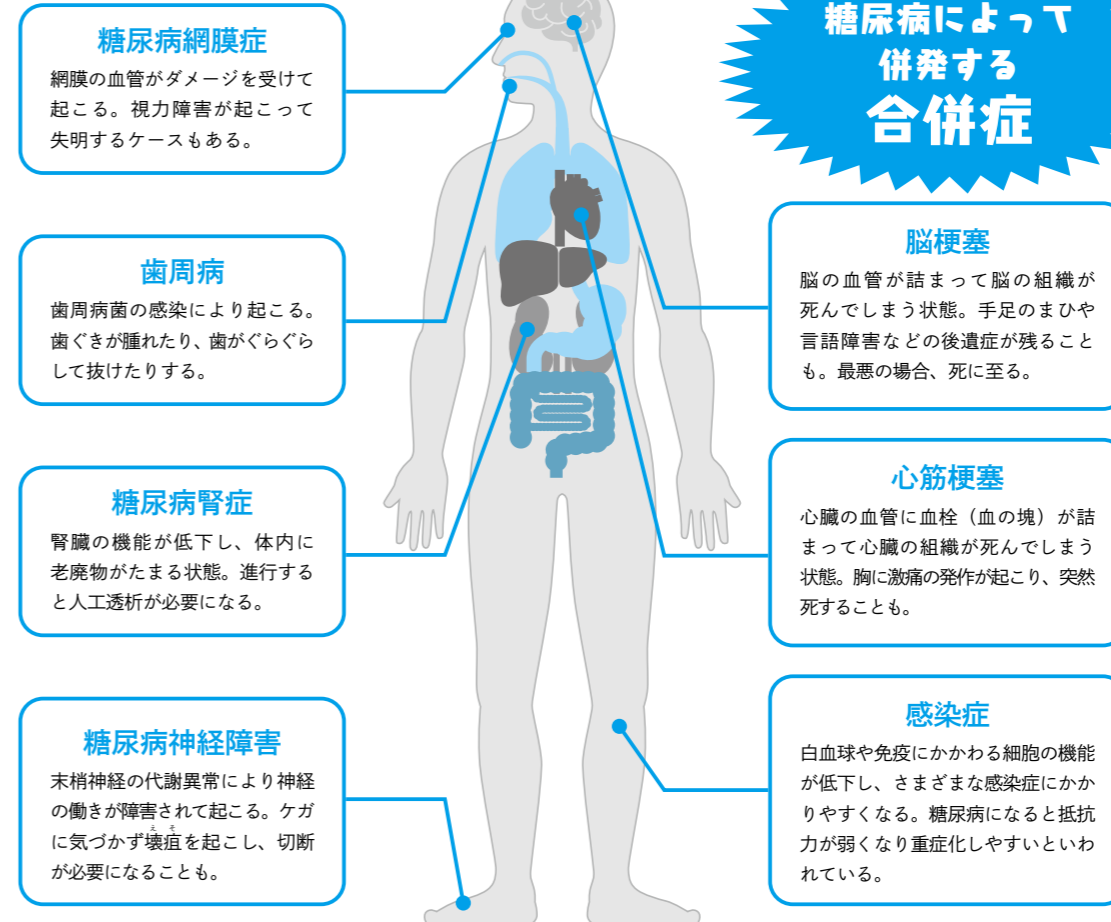 糖尿病によって
併発する
合併症
糖尿病網膜症
網膜の血管がダメージを受けて
起こる。視力障害が起こって
失明するケースもある。
歯周病
歯周病菌の感染により起こる。
歯ぐきが腫れたり、歯がぐらぐら
して抜けたりする。
糖尿病腎症
腎臓の機能が低下し、体内に
老廃物がたまる状態。進行する
と人工透析が必要になる。
糖尿病神経障害
末梢神経の代謝異常により神経
の働きが障害されて起こる。ケガ
えそ
に気づかず壊疽を起こし、切断
が必要になることも。
脳梗塞
脳の血管が詰まって脳の組織が
死んでしまう状態。手足のまひや
言語障害などの後遺症が残ること
も。最悪の場合、死に至る。
心筋梗塞
心臓の血管に血栓（血の塊）が詰
まって心臓の組織が死んでしまう
状態。胸に激痛の発作が起こり、突然
死することも。
感染症
白血球や免疫にかかわる細胞の機能
が低下し、さまざまな感染症にかか
りやすくなる。糖尿病になると抵抗
力が弱くなり重症化しやすいといわ
れている。